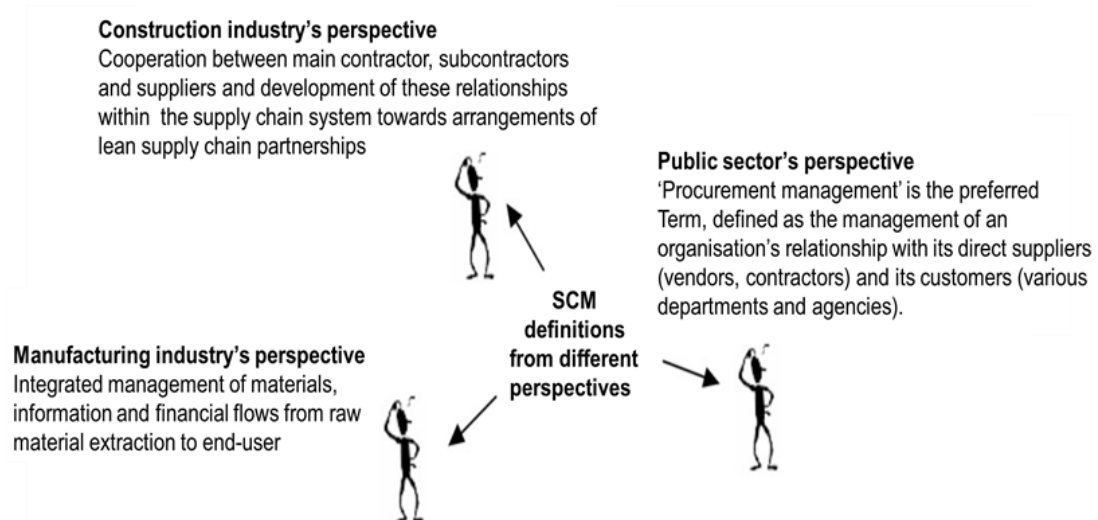 Construction industry's perspective
Cooperation between main contractor, subcontractors
and suppliers and development of these relationships
within the supply chain system towards arrangements of
lean supply chain partnerships
Public sector's perspective
‘Procurement management’ is the preferred
Term, defined as the management of an
organisation's relationship with its direct suppliers
(vendors, contractors) and its customers (various
departments and agencies).
SCM
definitions
from different
perspectives
Manufacturing industry's perspective
Integrated management of materials,
information and financial flows from raw
material extraction to end-user